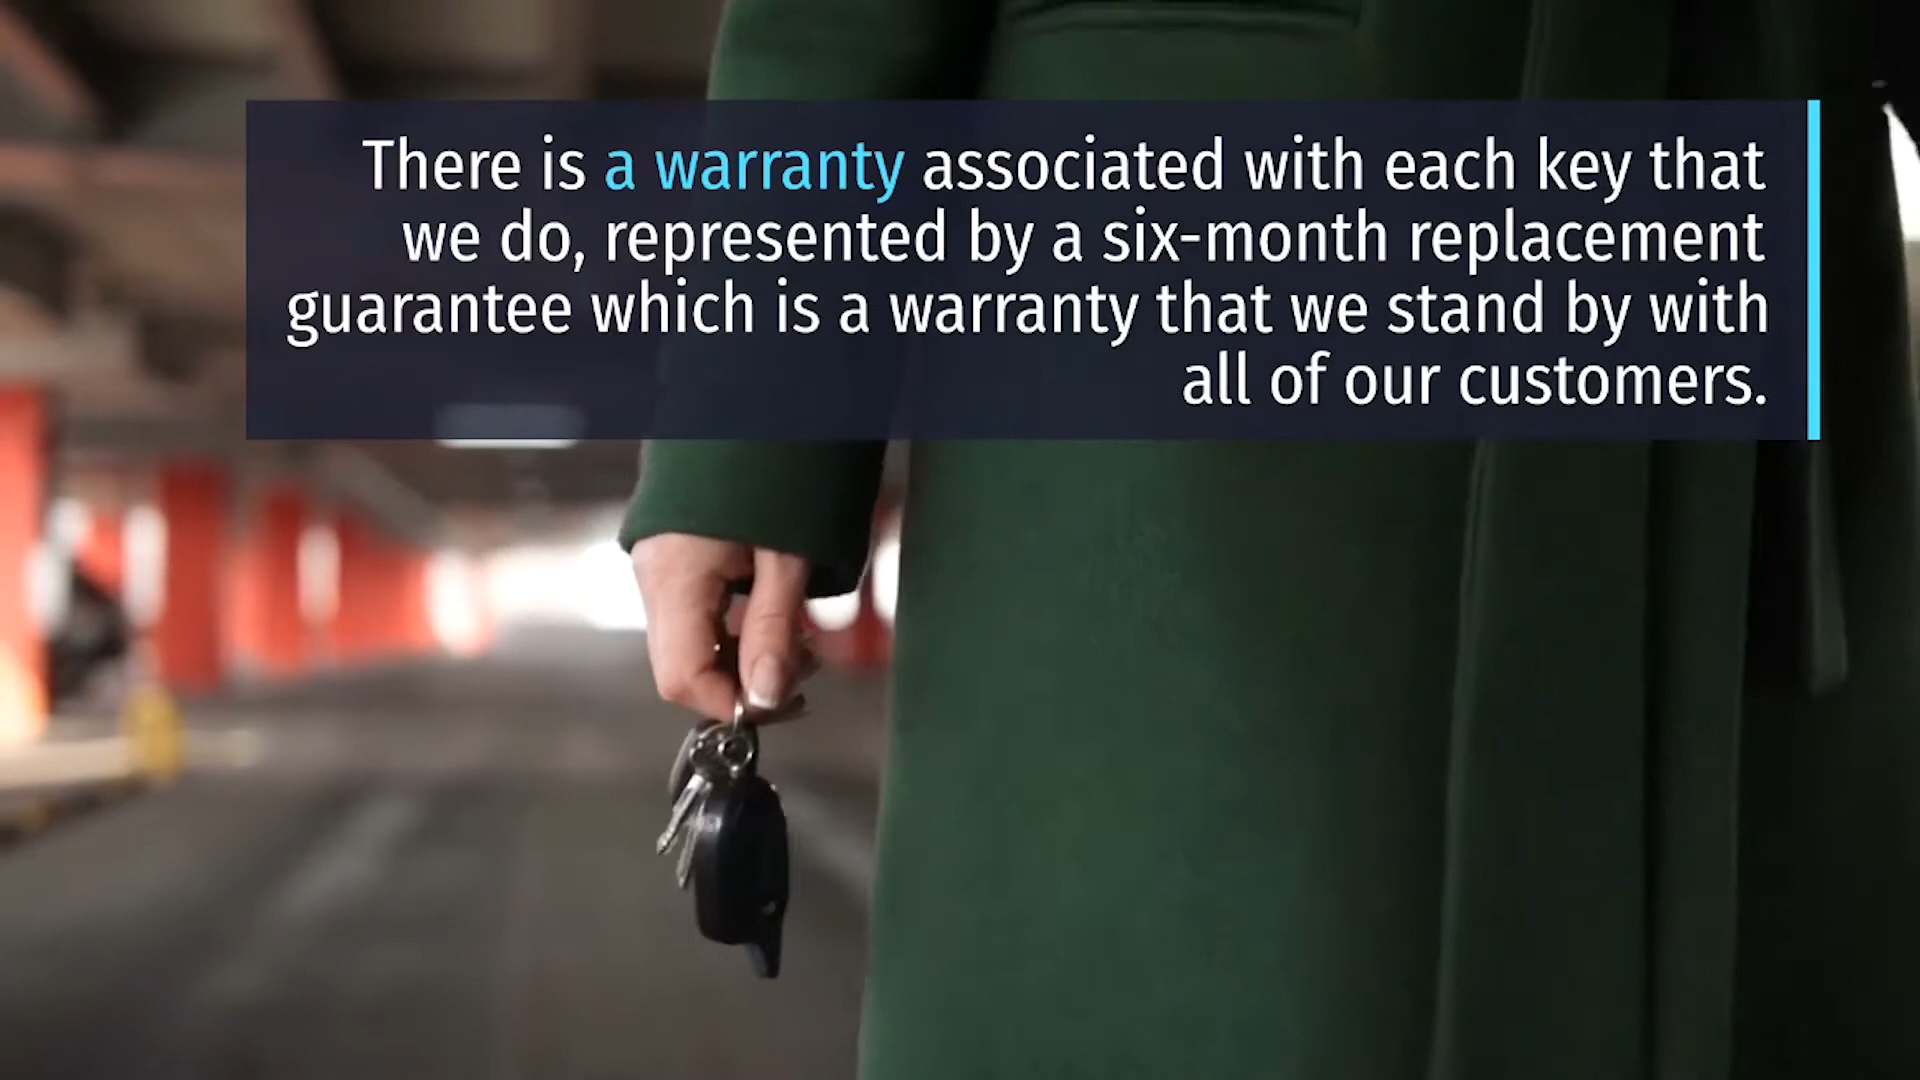 There is a warranty associated with each key that
we do, represented by a six-month replacement
guarantee which is a warranty that we stand by with
all of our customers.